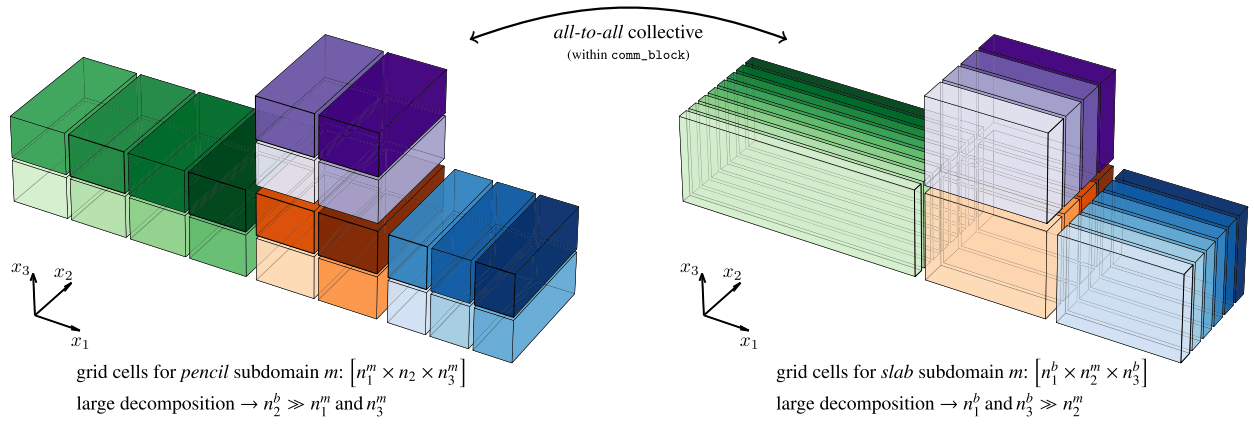 all-to-all collective
(within comm_block)
x₃
x₂
x₁
x₃
x₂
x₁
grid cells for pencil subdomain m: [n₁ᵐ × n₂ × n₃ᵐ]
large decomposition → n₂ᵇ ≫ n₁ᵐ and n₃ᵐ
grid cells for slab subdomain m: [n₁ᵇ × n₂ᵐ × n₃ᵇ]
large decomposition → n₁ᵇ and n₃ᵇ ≫ n₂ᵐ